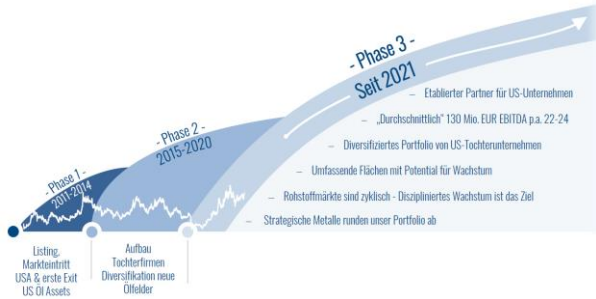 - Phase 1 -
2011-2014
- Phase 2 -
2015-2020
- Phase 3 -
Seit 2021
– Etablierter Partner für US-Unternehmen
– „Durchschnittlich" 130 Mio. EUR EBITDA p.a. 22-24
– Diversifiziertes Portfolio von US-Tochterunternehmen
– Umfassende Flächen mit Potential für Wachstum
– Rohstoffmärkte sind zyklisch - Diszipliniertes Wachstum ist das Ziel
– Strategische Metalle runden unser Portfolio ab
Listing,
Markteintritt
USA & erste Exit
US Öl Assets
Aufbau
Tochterfirmen
Diversifikation neue
Ölfelder